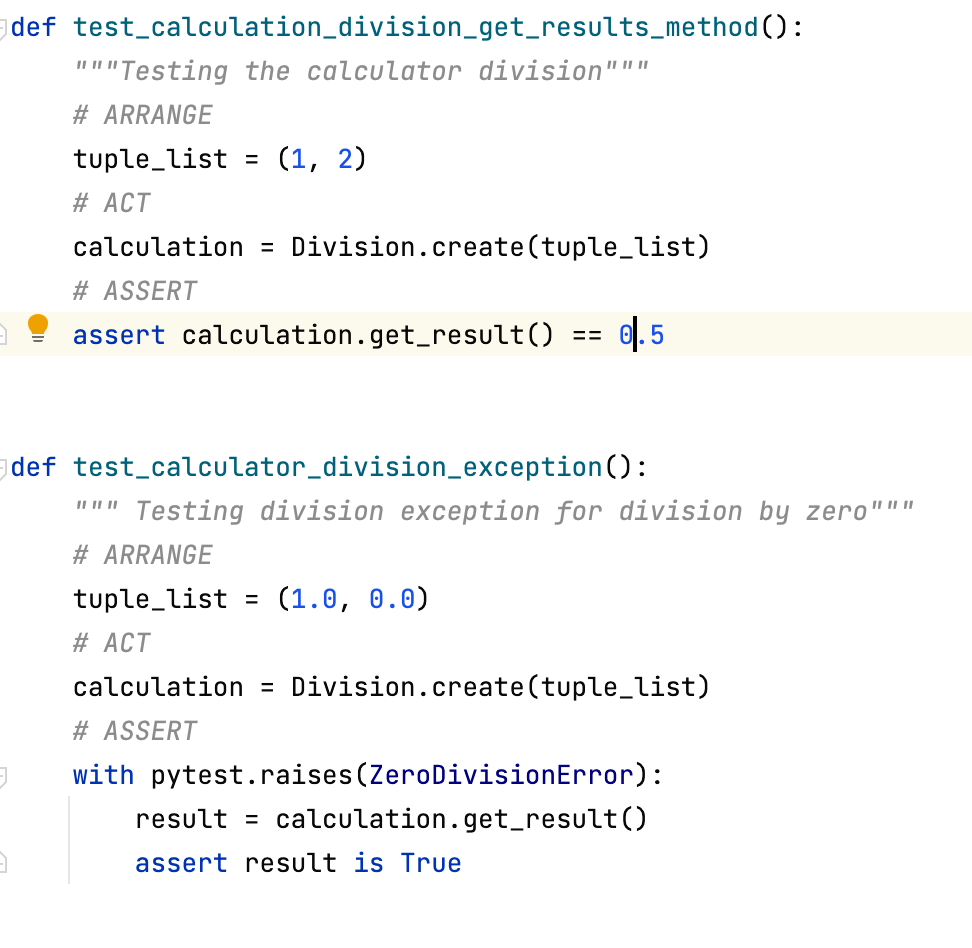 def test_calculation_division_get_results_method():
    """Testing the calculator division"""
    # ARRANGE
    tuple_list = (1, 2)
    # ACT
    calculation = Division.create(tuple_list)
    # ASSERT
    assert calculation.get_result() == 0.5
def test_calculator_division_exception():
    """ Testing division exception for division by zero"""
    # ARRANGE
    tuple_list = (1.0, 0.0)
    # ACT
    calculation = Division.create(tuple_list)
    # ASSERT
    with pytest.raises(ZeroDivisionError):
        result = calculation.get_result()
        assert result is True